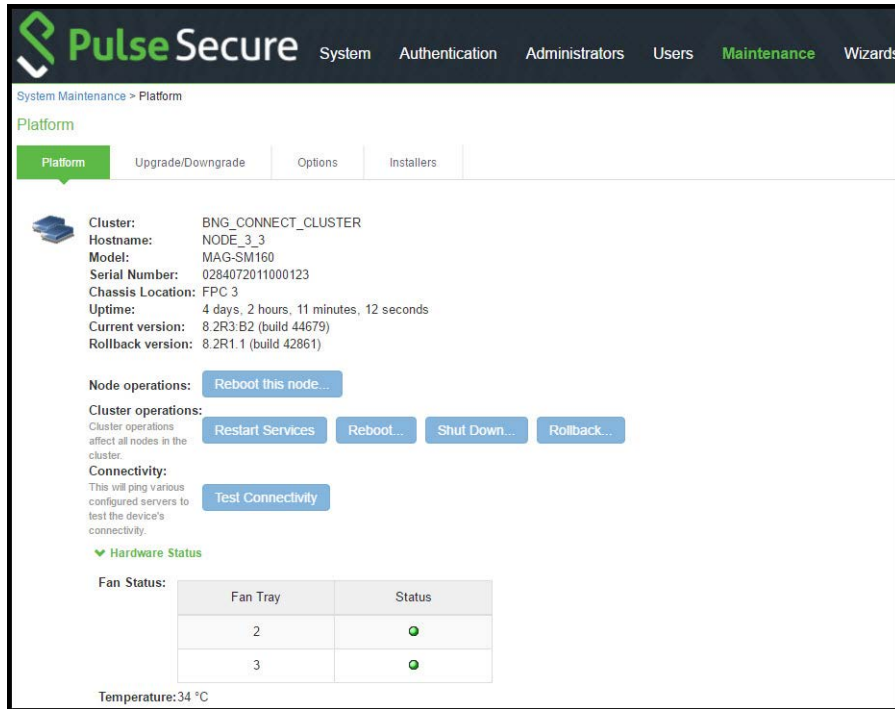 Pulse Secure System Authentication Administrators Users Maintenance Wizards
System Maintenance > Platform
Platform
Platform Upgrade/Downgrade Options Installers
Cluster: BNG_CONNECT_CLUSTER
Hostname: NODE_3_3
Model: MAG-SM160
Serial Number: 0284072011000123
Chassis Location: FPC 3
Uptime: 4 days, 2 hours, 11 minutes, 12 seconds
Current version: 8.2R3:B2 (build 44679)
Rollback version: 8.2R1.1 (build 42861)
Node operations: Reboot this node...
Cluster operations:
Cluster operations
affect all nodes in the
cluster.
Restart Services Reboot... Shut Down... Rollback...
Connectivity:
This will ping various
configured servers to
test the device's
connectivity.
Test Connectivity
Hardware Status
Fan Status:
Fan Tray Status
2
3
Temperature: 34 °C